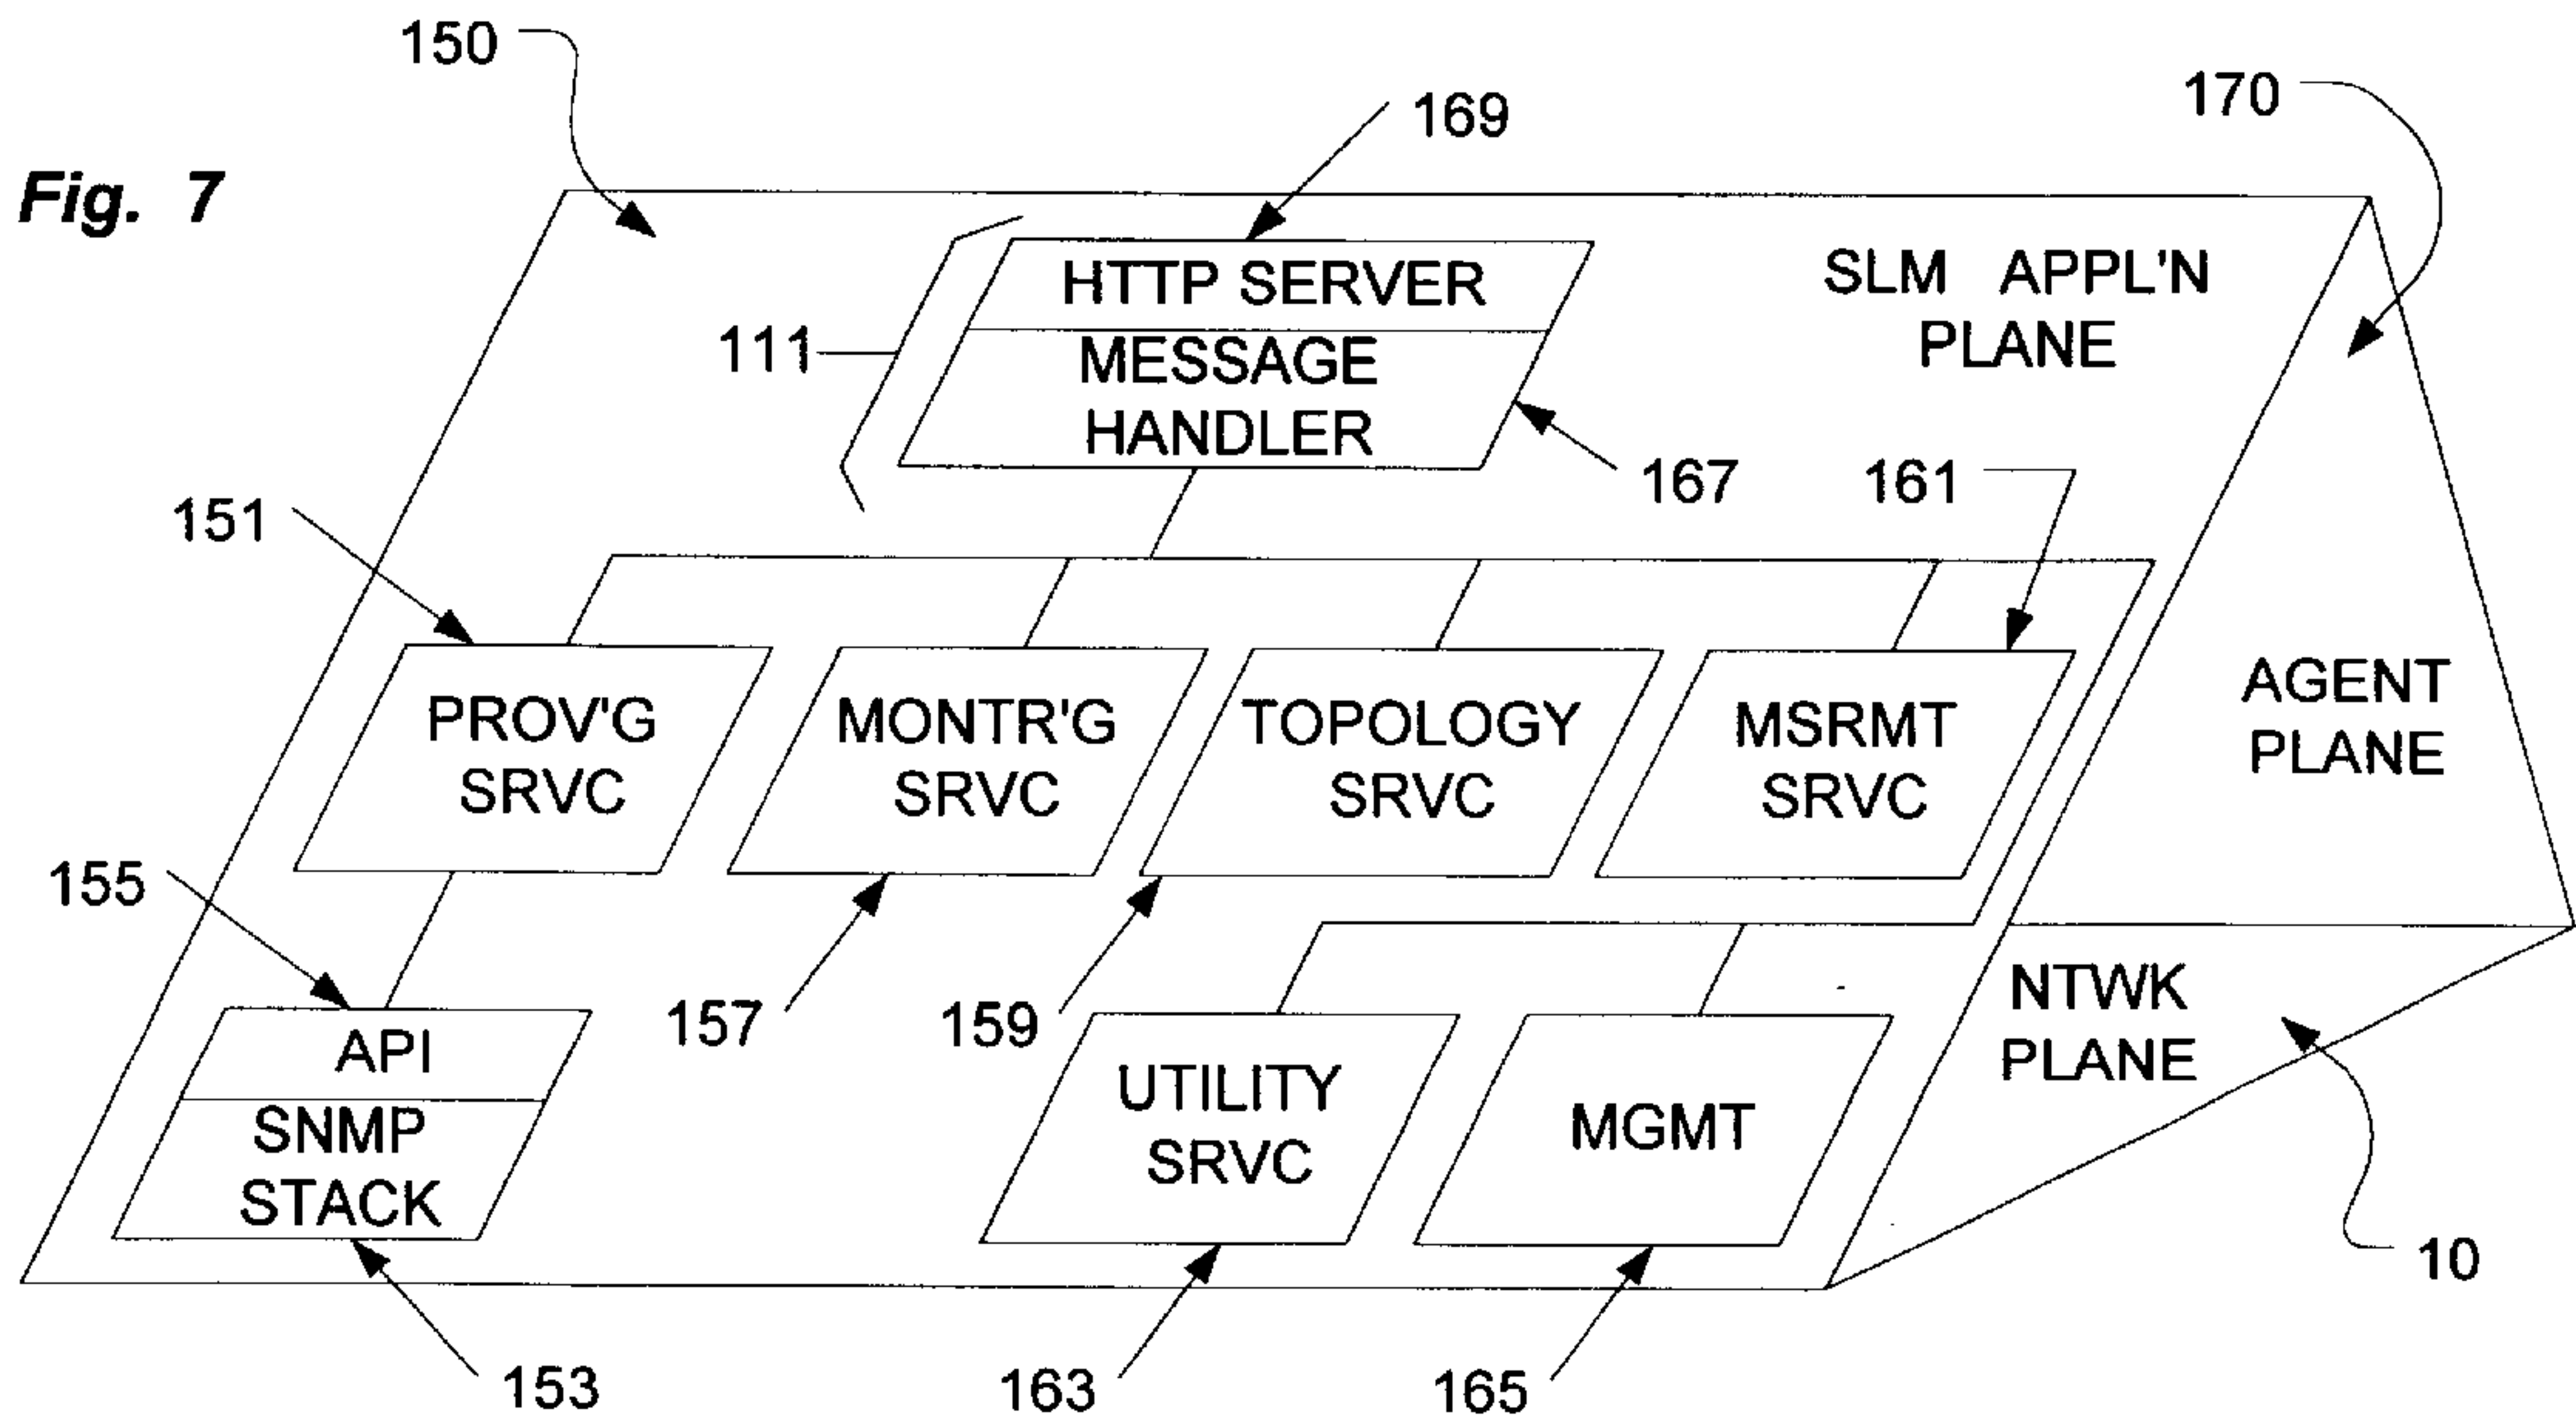 150
170
169
Fig. 7
HTTP SERVER
SLM APPL'N
PLANE
111
MESSAGE
HANDLER
167
161
151
PROV'G
SRVC
MONTR'G
SRVC
TOPOLOGY
SRVC
MSRMT
SRVC
AGENT
PLANE
155
157
159
NTWK
PLANE
API
SNMP
STACK
UTILITY
SRVC
MGMT
10
153
163
165